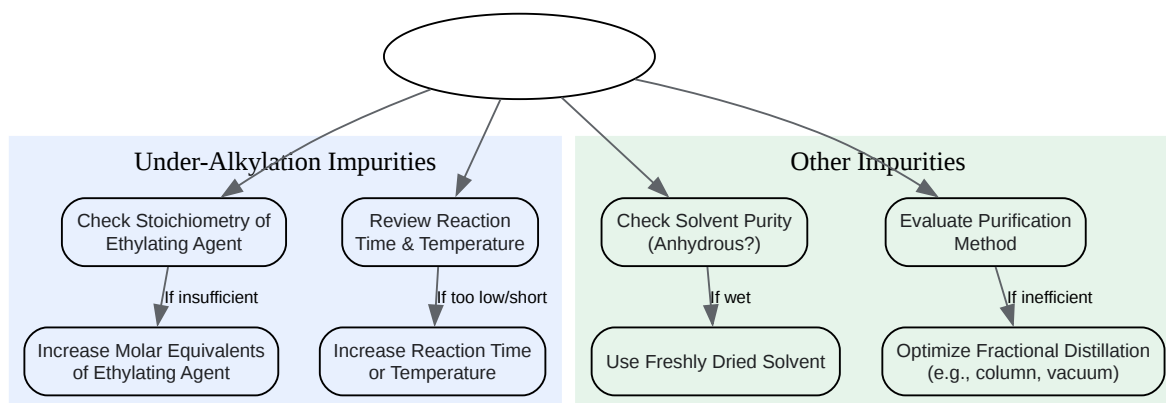 Under-Alkylation Impurities
Other Impurities
Check Stoichiometry of
Ethylating Agent
Review Reaction
Time & Temperature
Check Solvent Purity
(Anhydrous?)
Evaluate Purification
Method
If insufficient
If too low/short
If wet
If inefficient
Increase Molar Equivalents
of Ethylating Agent
Increase Reaction Time
or Temperature
Use Freshly Dried Solvent
Optimize Fractional Distillation
(e.g., column, vacuum)